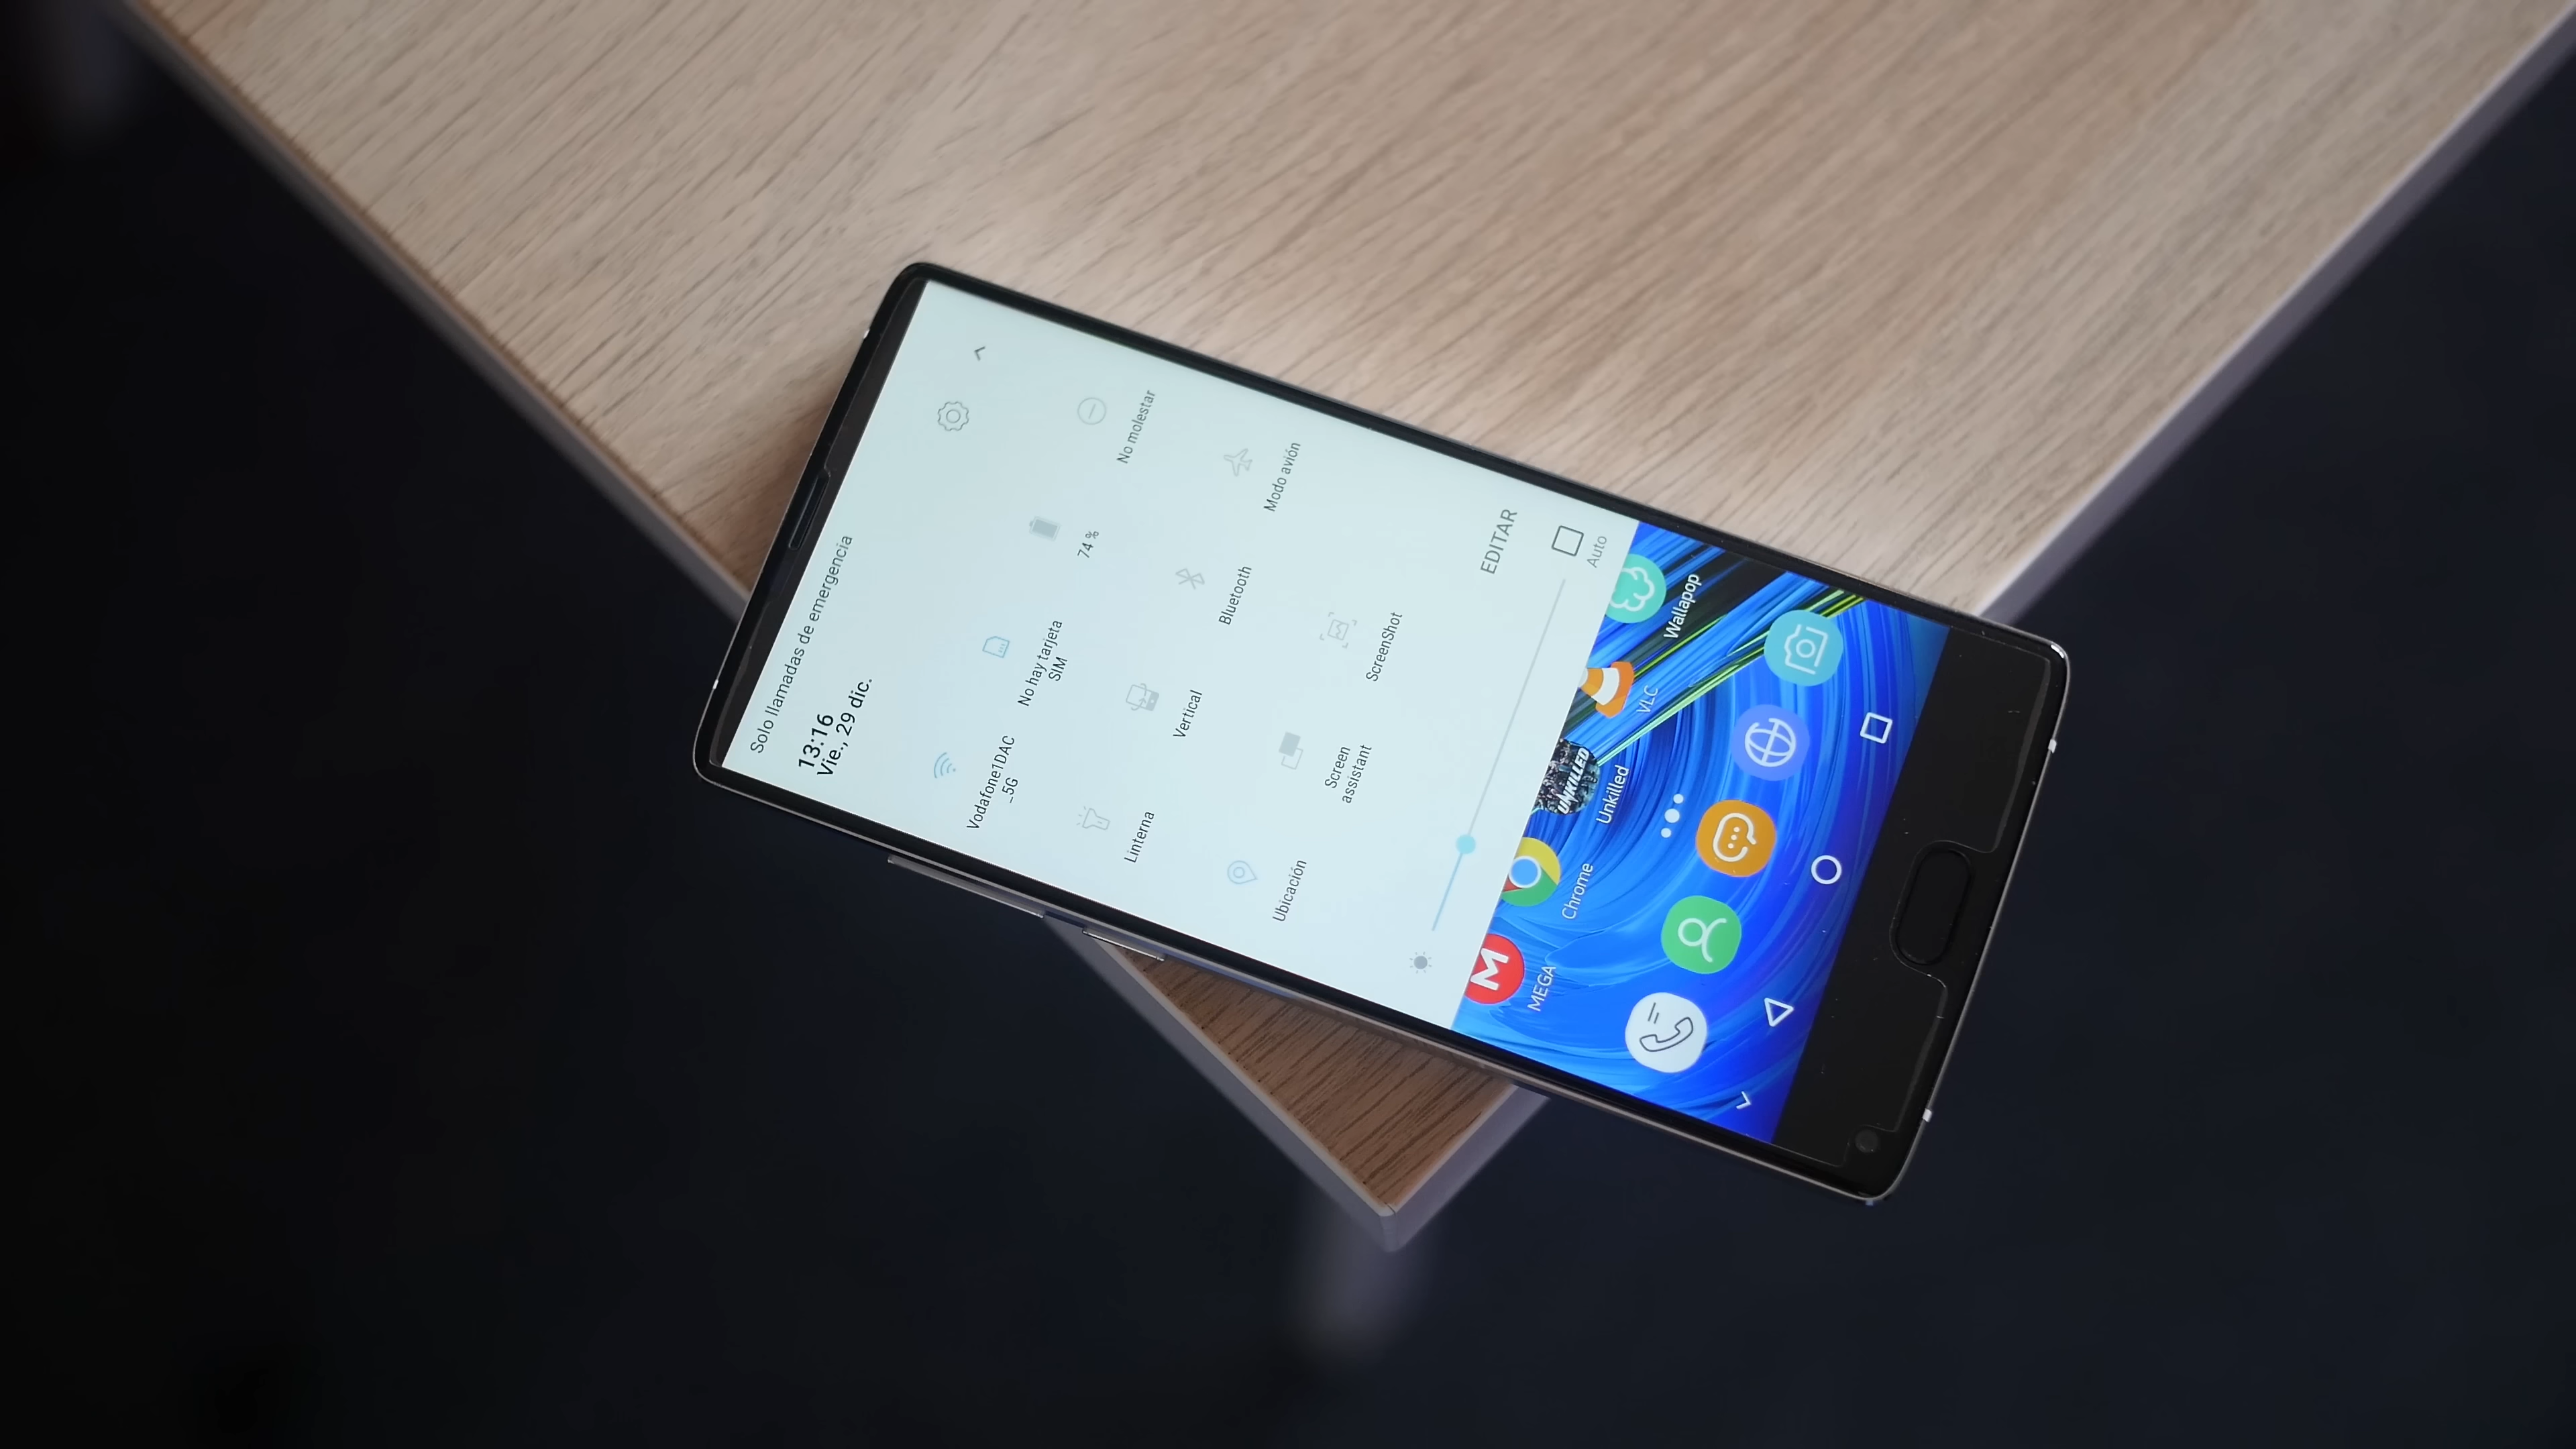 Solo llamadas de emergencia
13:16
Vie., 29 dic.
Vodafone1DAC
_5G
No hay tarjeta
SIM
74 %
No molestar
Linterna
Vertical
Bluetooth
Modo avión
Ubicación
Screen
assistant
ScreenShot
EDITAR
Auto
MEGA
Chrome
UNKILLED
Unkilled
VLC
Wallapop